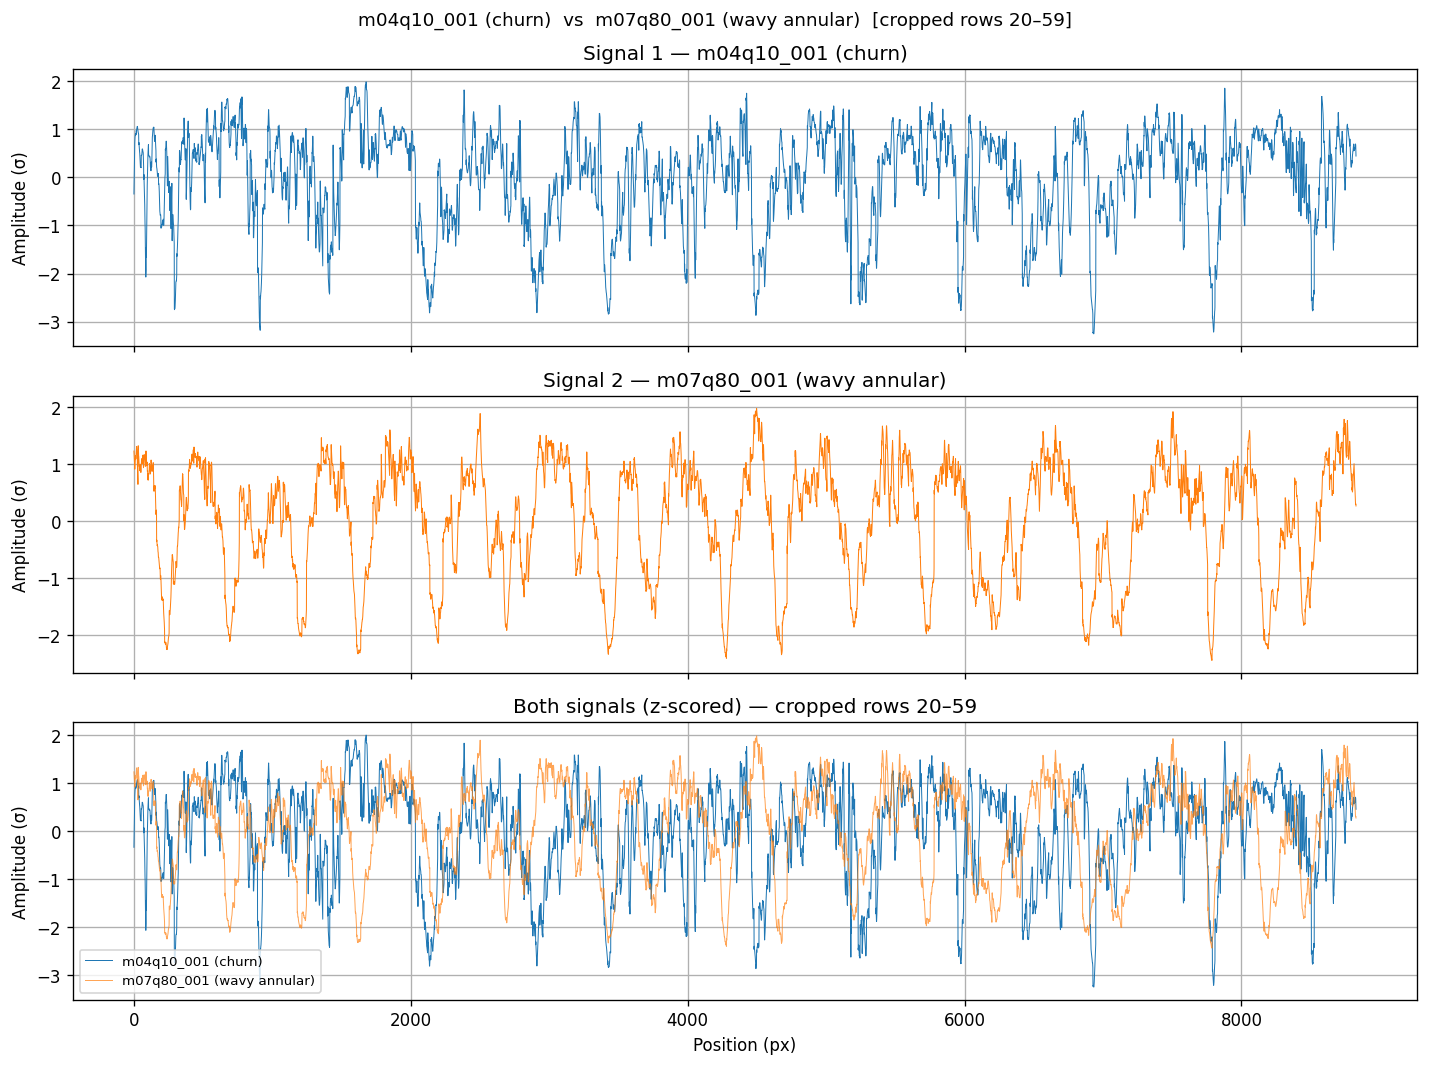 m04q10_001 (churn)  vs  m07q80_001 (wavy annular)  [cropped rows 20–59]
Signal 1 — m04q10_001 (churn)
Amplitude (σ)
2
1
0
−1
−2
−3
Signal 2 — m07q80_001 (wavy annular)
Amplitude (σ)
2
1
0
−1
−2
Both signals (z-scored) — cropped rows 20–59
Amplitude (σ)
2
1
0
−1
−2
−3
m04q10_001 (churn)
m07q80_001 (wavy annular)
0 2000 4000 6000 8000
Position (px)